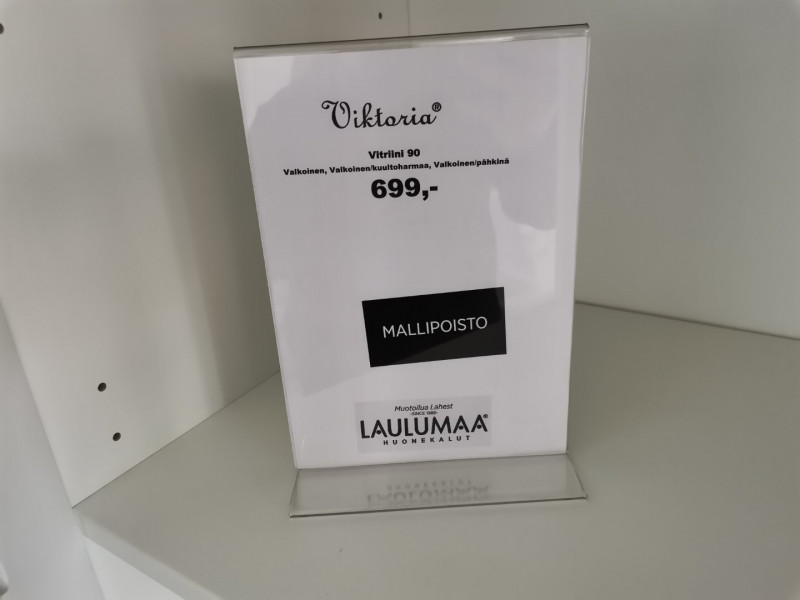 Viktoria®
Vitriini 90
Valkoinen, Valkoinen/kuultoharmaa, Valkoinen/pähkinä
699,-
MALLIPOISTO
Muotoilua Lahest
LAULUMAA®
HUONEKALUT